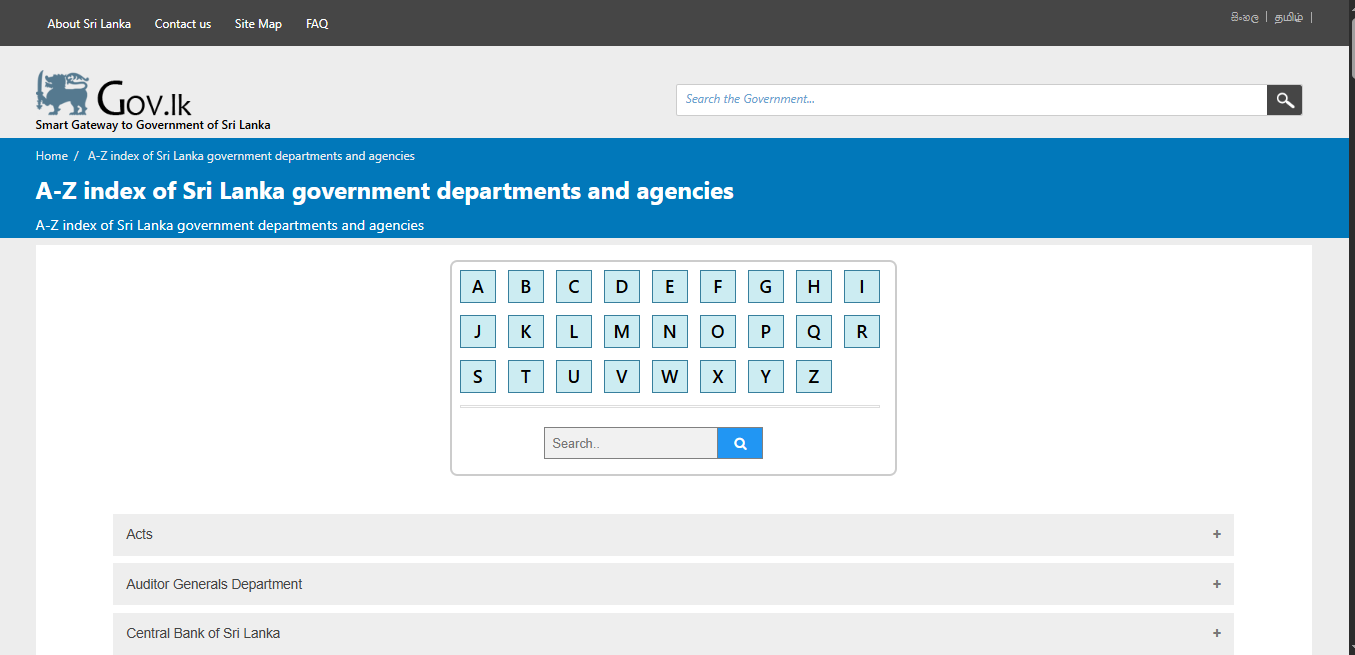 About Sri Lanka Contact us Site Map FAQ
සිංහල | தமிழ் |
Gov.lk
Smart Gateway to Government of Sri Lanka
Search the Government...
Home / A-Z index of Sri Lanka government departments and agencies
A-Z index of Sri Lanka government departments and agencies
A-Z index of Sri Lanka government departments and agencies
A B C D E F G H I
J K L M N O P Q R
S T U V W X Y Z
Search..
Acts +
Auditor Generals Department +
Central Bank of Sri Lanka +